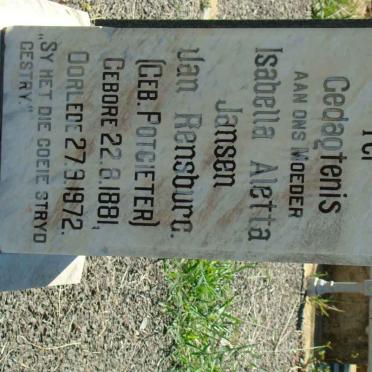 Ter
Gedagtenis
AAN ONS MOEDER
Isabella Aletta
Jansen
Van Rensburg.
(GEB. POTGIETER)
GEBORE 22.8.1881,
OORLEDE 27.9.1972.
„SY HET DIE GOEIE STRYD
GESTRY"